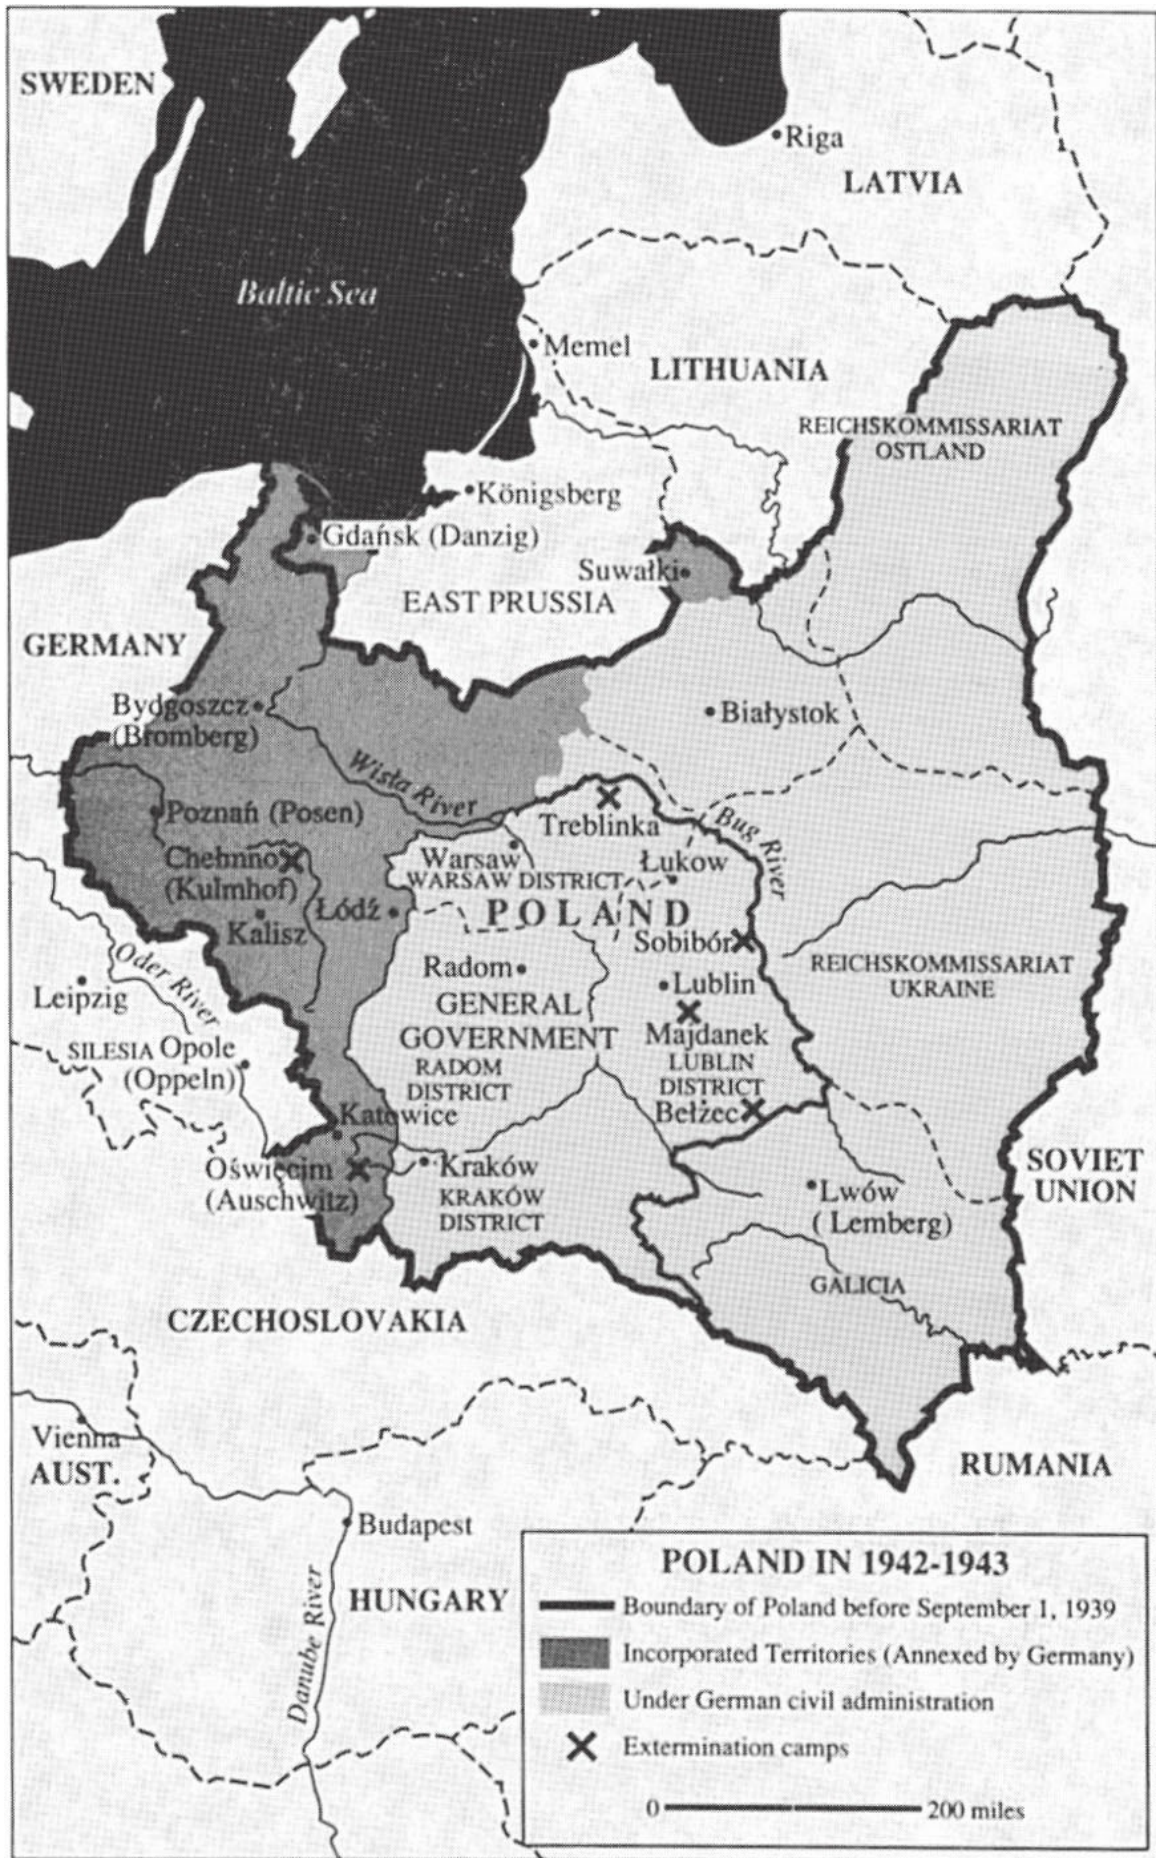 SWEDEN
Riga
LATVIA
Baltic Sea
Memel
LITHUANIA
REICHSKOMMISSARIAT
OSTLAND
Königsberg
Gdańsk (Danzig)
Suwałki
EAST PRUSSIA
GERMANY
Bydgoszcz
(Bromberg)
Białystok
Wisła River
Poznań (Posen)
Treblinka
Bug River
Chełmno
(Kulmhof)
Warsaw
WARSAW DISTRICT
Łukow
Kalisz
Łódź
POLAND
Sobibór
Oder River
Leipzig
Radom
Lublin
REICHSKOMMISSARIAT
UKRAINE
GENERAL
GOVERNMENT
Majdanek
SILESIA
Opole
(Oppeln)
RADOM
DISTRICT
LUBLIN
DISTRICT
Bełżec
Katowice
Oświęcim
(Auschwitz)
Kraków
KRAKÓW
DISTRICT
Lwów
( Lemberg)
SOVIET
UNION
GALICIA
CZECHOSLOVAKIA
Vienna
AUST.
RUMANIA
Budapest
HUNGARY
Danube River
POLAND IN 1942-1943
Boundary of Poland before September 1, 1939
Incorporated Territories (Annexed by Germany)
Under German civil administration
Extermination camps
0 200 miles